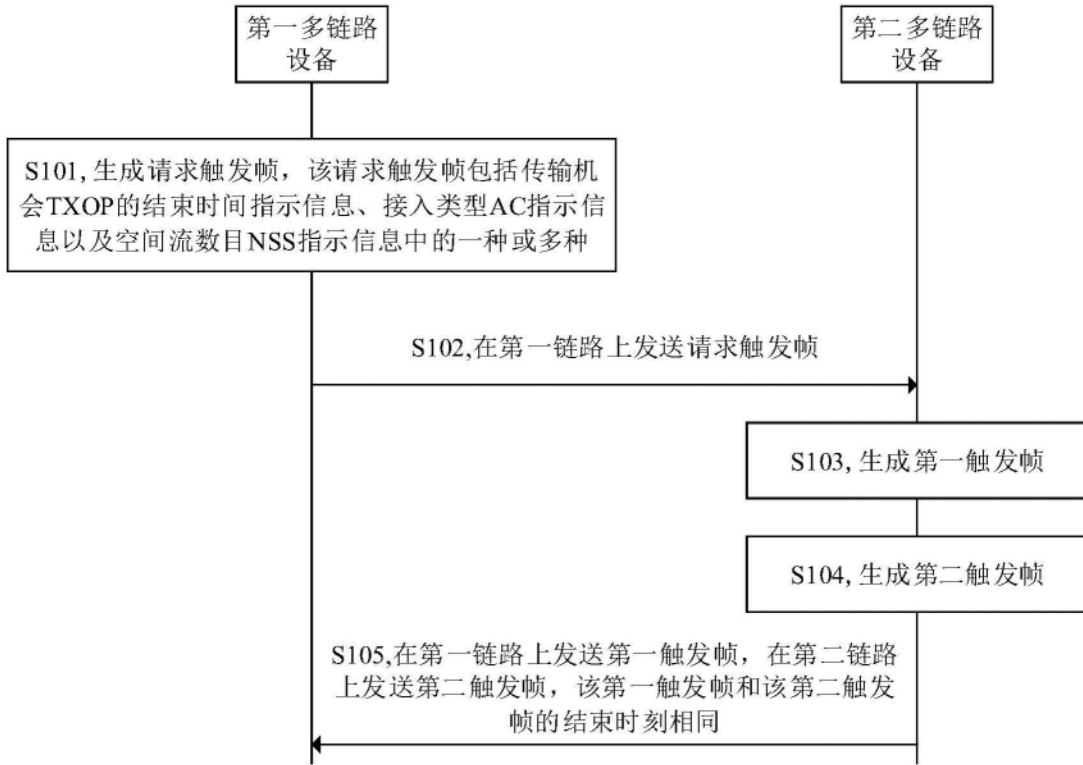 第一多链路
设备
第二多链路
设备
S101,生成请求触发帧，该请求触发帧包括传输机
会TXOP的结束时间指示信息、接入类型AC指示信
息以及空间流数目NSS指示信息中的一种或多种
S102,在第一链路上发送请求触发帧
S103,生成第一触发帧
S104,生成第二触发帧
S105,在第一链路上发送第一触发帧，在第二链路
上发送第二触发帧，该第一触发帧和该第二触发
帧的结束时刻相同